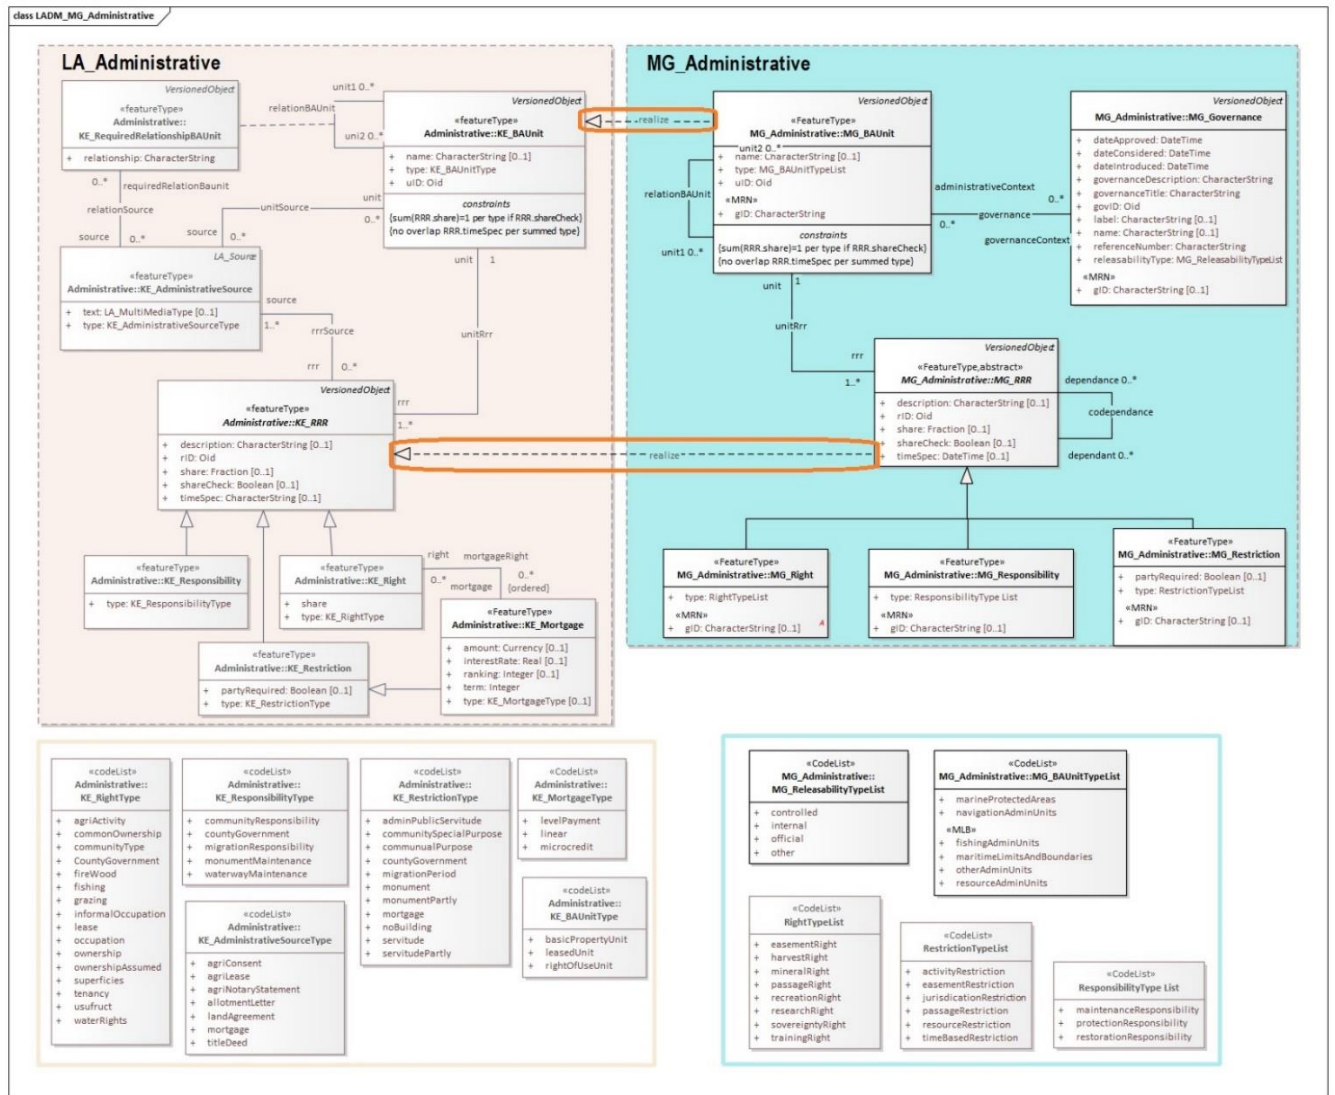 class LADM_MG_Administrative
LA_Administrative
VersionedObject
«featureType»
Administrative::
KE_RequiredRelationshipBAUnit
+ relationship: CharacterString
unit1 0..*
relationBAUnit
uni2 0..*
VersionedObject
«featureType»
Administrative::KE_BAUnit
+ name: CharacterString [0..1]
+ type: KE_BAUnitType
+ uID: Oid
constraints
{sum(RRR.share)=1 per type if RRR.shareCheck}
{no overlap RRR.timeSpec per summed type}
0..*
requiredRelationBaunit
relationSource
source
0..*
unitSource
unit
0..*
source
0..*
LA_Source
«featureType»
Administrative::KE_AdministrativeSource
+ text: LA_MultiMediaType [0..1]
+ type: KE_AdministrativeSourceType
source
1..*
rrrSource
rrr
0..*
unit
1
unitRrr
rrr
1..*
VersionedObject
«featureType»
Administrative::KE_RRR
+ description: CharacterString [0..1]
+ rID: Oid
+ share: Fraction [0..1]
+ shareCheck: Boolean [0..1]
+ timeSpec: CharacterString [0..1]
«featureType»
Administrative::KE_Responsibility
+ type: KE_ResponsibilityType
«featureType»
Administrative::KE_Right
+ share
+ type: KE_RightType
right
mortgageRight
0..*
0..*
mortgage
{ordered}
«FeatureType»
Administrative::KE_Mortgage
+ amount: Currency [0..1]
+ interestRate: Real [0..1]
+ ranking: Integer [0..1]
+ term: Integer
+ type: KE_MortgageType [0..1]
«featureType»
Administrative::KE_Restriction
+ partyRequired: Boolean [0..1]
+ type: KE_RestrictionType
realize
realize
MG_Administrative
VersionedObject
«FeatureType»
MG_Administrative::MG_BAUnit
unit2 0..*
+ name: CharacterString [0..1]
+ type: MG_BAUnitTypeList
+ uID: Oid
«MRN»
+ gID: CharacterString
constraints
{sum(RRR.share)=1 per type if RRR.shareCheck}
{no overlap RRR.timeSpec per summed type}
relationBAUnit
unit1 0..*
administrativeContext
0..*
governance
0..*
governanceContext
VersionedObject
MG_Administrative::MG_Governance
+ dateApproved: DateTime
+ dateConsidered: DateTime
+ dateIntroduced: DateTime
+ governanceDescription: CharacterString
+ governanceTitle: CharacterString
+ govID: Oid
+ label: CharacterString [0..1]
+ name: CharacterString [0..1]
+ referenceNumber: CharacterString
+ releasabilityType: MG_ReleasabilityTypeList
«MRN»
+ gID: CharacterString [0..1]
unit
1
unitRrr
rrr
1..*
VersionedObject
«FeatureType,abstract»
MG_Administrative::MG_RRR
+ description: CharacterString [0..1]
+ rID: Oid
+ share: Fraction [0..1]
+ shareCheck: Boolean [0..1]
+ timeSpec: DateTime [0..1]
dependance 0..*
codependance
dependant 0..*
«FeatureType»
MG_Administrative::MG_Right
+ type: RightTypeList
«MRN»
+ gID: CharacterString [0..1]
«FeatureType»
MG_Administrative::MG_Responsibility
+ type: ResponsibilityType List
«MRN»
+ gID: CharacterString [0..1]
«FeatureType»
MG_Administrative::MG_Restriction
+ partyRequired: Boolean [0..1]
+ type: RestrictionTypeList
«MRN»
+ gID: CharacterString [0..1]
«codeList»
Administrative::
KE_RightType
+ agriActivity
+ commonOwnership
+ communityType
+ CountyGovernment
+ fireWood
+ fishing
+ grazing
+ informalOccupation
+ lease
+ occupation
+ ownership
+ ownershipAssumed
+ superficies
+ tenancy
+ usufruct
+ waterRights
«codeList»
Administrative::
KE_ResponsibilityType
+ communityResponsibility
+ countyGovernment
+ migrationResponsibility
+ monumentMaintenance
+ waterwayMaintenance
«codeList»
Administrative::
KE_AdministrativeSourceType
+ agriConsent
+ agriLease
+ agriNotaryStatement
+ allotmentLetter
+ landAgreement
+ mortgage
+ titleDeed
«codeList»
Administrative::
KE_RestrictionType
+ adminPublicServitude
+ communitySpecialPurpose
+ communualPurpose
+ countyGovernment
+ migrationPeriod
+ monument
+ monumentPartly
+ mortgage
+ noBuilding
+ servitude
+ servitudePartly
«CodeList»
Administrative::
KE_MortgageType
+ levelPayment
+ linear
+ microcredit
«codeList»
Administrative::
KE_BAUnitType
+ basicPropertyUnit
+ leasedUnit
+ rightOfUseUnit
«CodeList»
MG_Administrative::
MG_ReleasabilityTypeList
+ controlled
+ internal
+ official
+ other
«CodeList»
MG_Administrative::MG_BAUnitTypeList
+ marineProtectedAreas
+ navigationAdminUnits
«MLB»
+ fishingAdminUnits
+ maritimeLimitsAndBoundaries
+ otherAdminUnits
+ resourceAdminUnits
«CodeList»
RightTypeList
+ easementRight
+ harvestRight
+ mineralRight
+ passageRight
+ recreationRight
+ researchRight
+ sovereigntyRight
+ trainingRight
«CodeList»
RestrictionTypeList
+ activityRestriction
+ easementRestriction
+ jurisdicationRestriction
+ passageRestriction
+ resourceRestriction
+ timeBasedRestriction
«CodeList»
ResponsibilityType List
+ maintenanceResponsibility
+ protectionResponsibility
+ restorationResponsibility